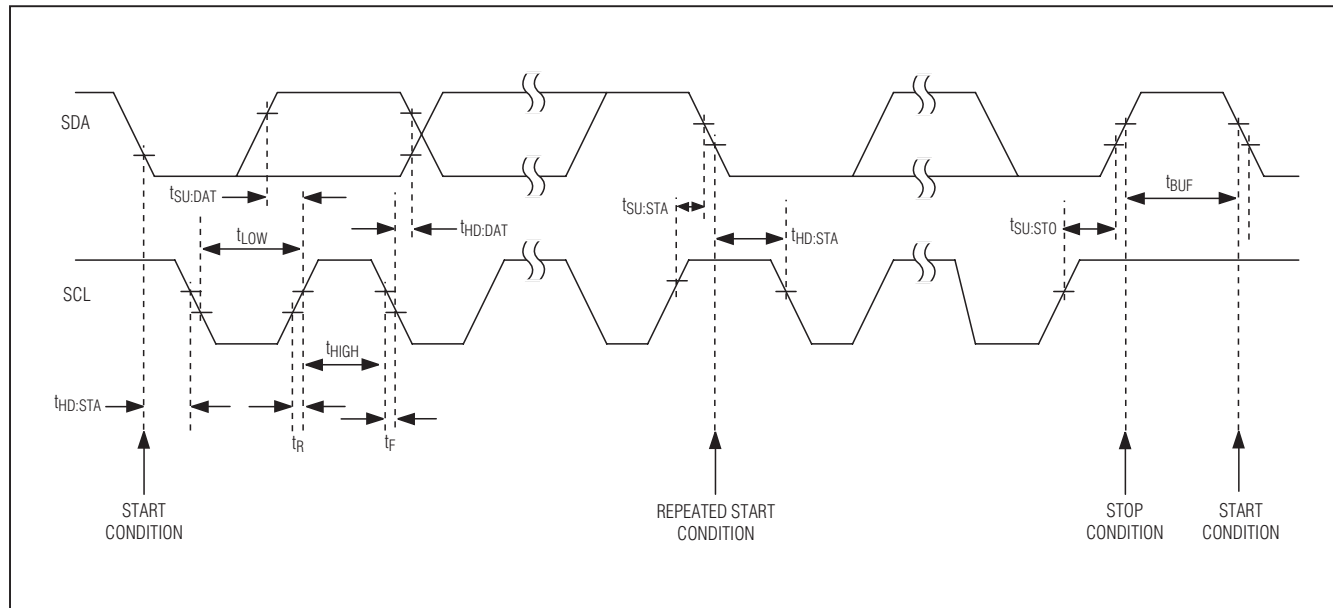 SDA
tSU:DAT
tLOW
tHD:DAT
tSU:STA
tHD:STA
tSU:STO
tBUF
SCL
tHIGH
tHD:STA
tR
tF
START
CONDITION
REPEATED START
CONDITION
STOP
CONDITION
START
CONDITION